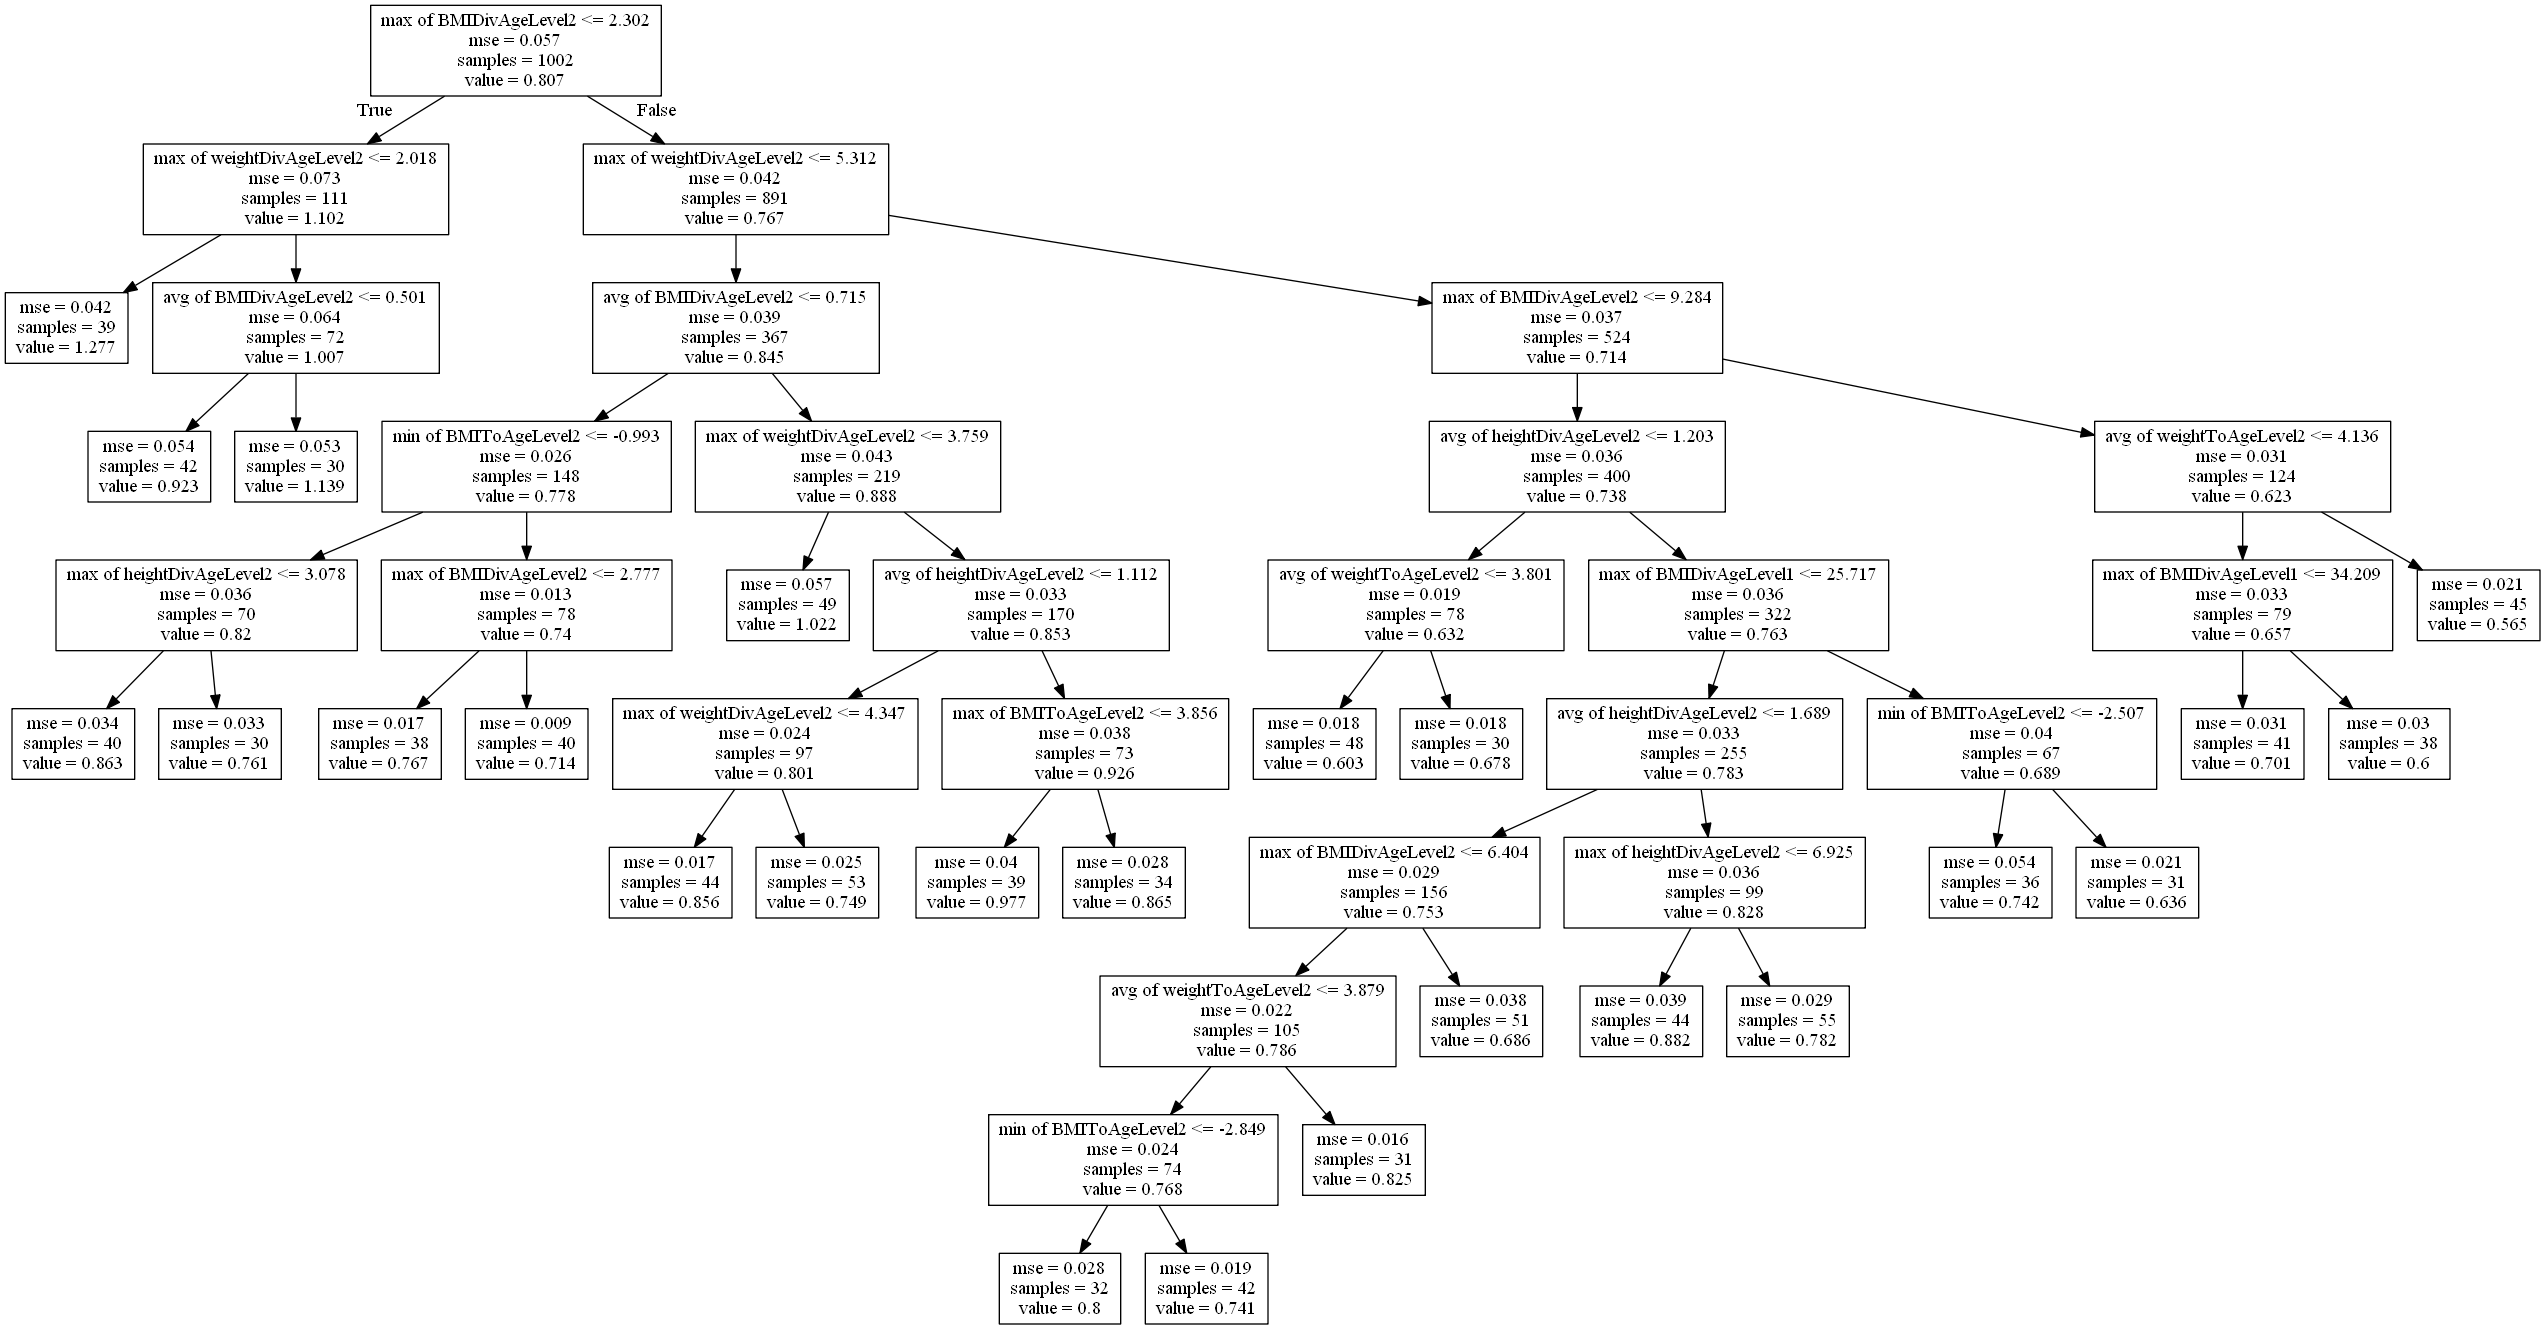 max of BMIDivAgeLevel2 <= 2.302
mse = 0.057
samples = 1002
value = 0.807
True
False
max of weightDivAgeLevel2 <= 2.018
mse = 0.073
samples = 111
value = 1.102
max of weightDivAgeLevel2 <= 5.312
mse = 0.042
samples = 891
value = 0.767
mse = 0.042
samples = 39
value = 1.277
avg of BMIDivAgeLevel2 <= 0.501
mse = 0.064
samples = 72
value = 1.007
avg of BMIDivAgeLevel2 <= 0.715
mse = 0.039
samples = 367
value = 0.845
max of BMIDivAgeLevel2 <= 9.284
mse = 0.037
samples = 524
value = 0.714
mse = 0.054
samples = 42
value = 0.923
mse = 0.053
samples = 30
value = 1.139
min of BMIToAgeLevel2 <= -0.993
mse = 0.026
samples = 148
value = 0.778
max of weightDivAgeLevel2 <= 3.759
mse = 0.043
samples = 219
value = 0.888
avg of heightDivAgeLevel2 <= 1.203
mse = 0.036
samples = 400
value = 0.738
avg of weightToAgeLevel2 <= 4.136
mse = 0.031
samples = 124
value = 0.623
max of heightDivAgeLevel2 <= 3.078
mse = 0.036
samples = 70
value = 0.82
max of BMIDivAgeLevel2 <= 2.777
mse = 0.013
samples = 78
value = 0.74
mse = 0.057
samples = 49
value = 1.022
avg of heightDivAgeLevel2 <= 1.112
mse = 0.033
samples = 170
value = 0.853
avg of weightToAgeLevel2 <= 3.801
mse = 0.019
samples = 78
value = 0.632
max of BMIDivAgeLevel1 <= 25.717
mse = 0.036
samples = 322
value = 0.763
max of BMIDivAgeLevel1 <= 34.209
mse = 0.033
samples = 79
value = 0.657
mse = 0.021
samples = 45
value = 0.565
mse = 0.034
samples = 40
value = 0.863
mse = 0.033
samples = 30
value = 0.761
mse = 0.017
samples = 38
value = 0.767
mse = 0.009
samples = 40
value = 0.714
max of weightDivAgeLevel2 <= 4.347
mse = 0.024
samples = 97
value = 0.801
max of BMIToAgeLevel2 <= 3.856
mse = 0.038
samples = 73
value = 0.926
mse = 0.018
samples = 48
value = 0.603
mse = 0.018
samples = 30
value = 0.678
avg of heightDivAgeLevel2 <= 1.689
mse = 0.033
samples = 255
value = 0.783
min of BMIToAgeLevel2 <= -2.507
mse = 0.04
samples = 67
value = 0.689
mse = 0.031
samples = 41
value = 0.701
mse = 0.03
samples = 38
value = 0.6
mse = 0.017
samples = 44
value = 0.856
mse = 0.025
samples = 53
value = 0.749
mse = 0.04
samples = 39
value = 0.977
mse = 0.028
samples = 34
value = 0.865
max of BMIDivAgeLevel2 <= 6.404
mse = 0.029
samples = 156
value = 0.753
max of heightDivAgeLevel2 <= 6.925
mse = 0.036
samples = 99
value = 0.828
mse = 0.054
samples = 36
value = 0.742
mse = 0.021
samples = 31
value = 0.636
avg of weightToAgeLevel2 <= 3.879
mse = 0.022
samples = 105
value = 0.786
mse = 0.038
samples = 51
value = 0.686
mse = 0.039
samples = 44
value = 0.882
mse = 0.029
samples = 55
value = 0.782
min of BMIToAgeLevel2 <= -2.849
mse = 0.024
samples = 74
value = 0.768
mse = 0.016
samples = 31
value = 0.825
mse = 0.028
samples = 32
value = 0.8
mse = 0.019
samples = 42
value = 0.741